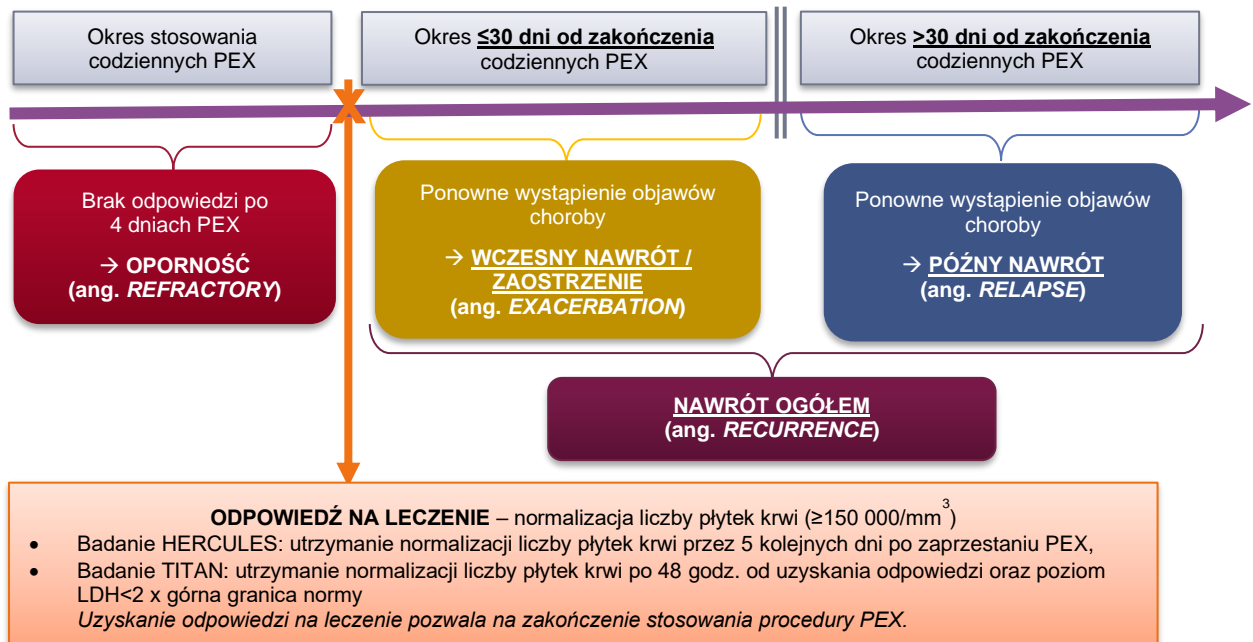 Okres stosowania
codziennych PEX
Okres ≤30 dni od zakończenia
codziennych PEX
Okres >30 dni od zakończenia
codziennych PEX
X
Brak odpowiedzi po
4 dniach PEX
→ OPORNOŚĆ
(ang. REFRACTORY)
Ponowne wystąpienie objawów
choroby
→ WCZESNY NAWRÓT /
ZAOSTRZENIE
(ang. EXACERBATION)
Ponowne wystąpienie objawów
choroby
→ PÓŹNY NAWRÓT
(ang. RELAPSE)
NAWRÓT OGÓŁEM
(ang. RECURRENCE)
ODPOWIEDŹ NA LECZENIE – normalizacja liczby płytek krwi (≥150 000/mm³)
• Badanie HERCULES: utrzymanie normalizacji liczby płytek krwi przez 5 kolejnych dni po zaprzestaniu PEX,
• Badanie TITAN: utrzymanie normalizacji liczby płytek krwi po 48 godz. od uzyskania odpowiedzi oraz poziom
LDH<2 x górna granica normy
Uzyskanie odpowiedzi na leczenie pozwala na zakończenie stosowania procedury PEX.